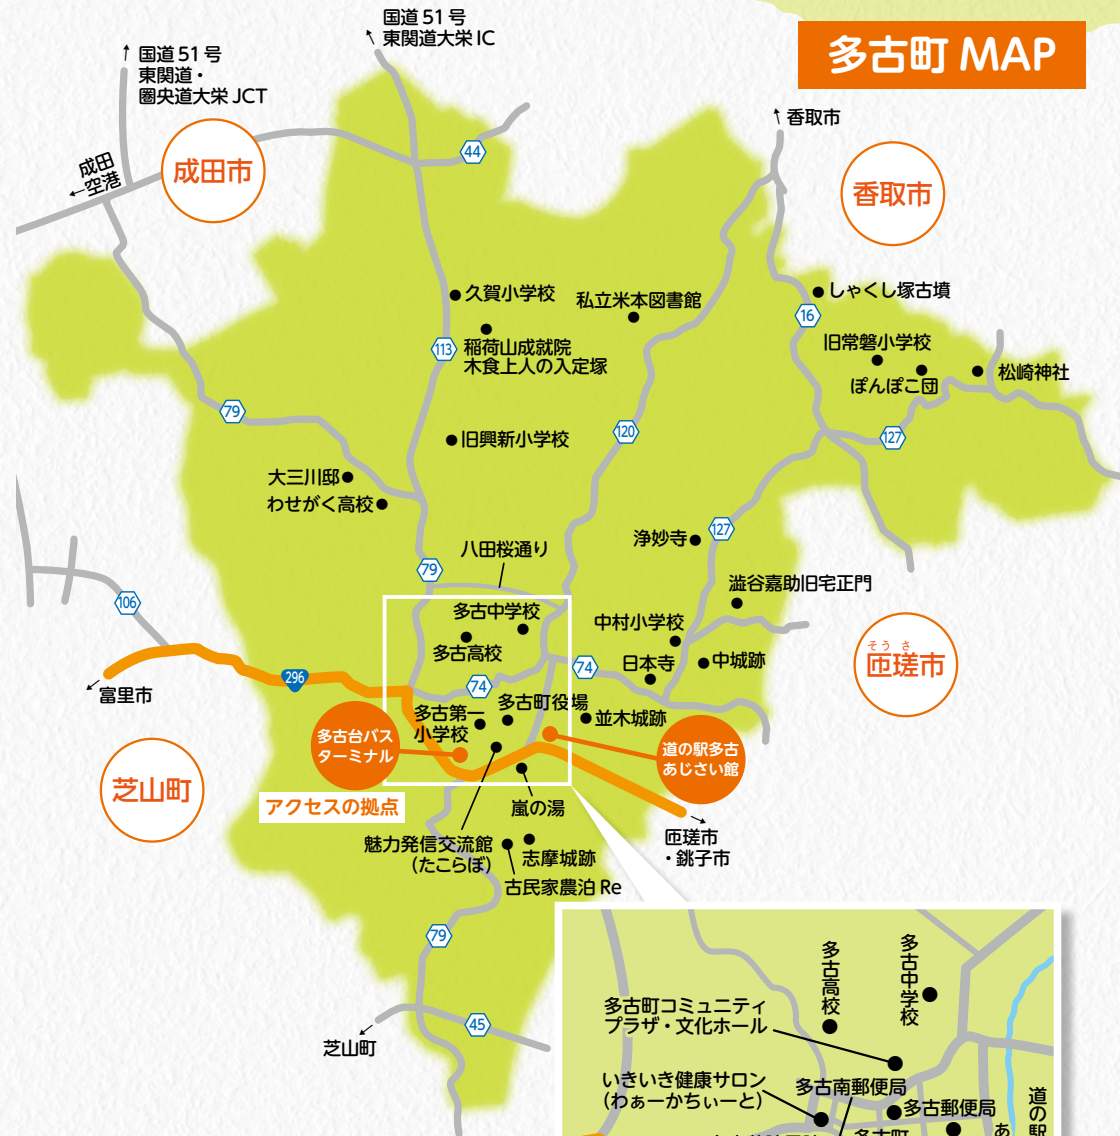 国道51号
東関道大栄IC
国道51号
東関道・
圏央道大栄JCT
多古町 MAP
成田
空港
成田市
44
香取市
香取市
久賀小学校
私立米本図書館
しゃくし塚古墳
16
稲荷山成就院
木食上人の入定塚
113
旧常磐小学校
ぽんぽこ団
松崎神社
79
120
127
旧興新小学校
大三川邸
わせがく高校
127
浄妙寺
八田桜通り
79
澁谷嘉助旧宅正門
106
多古中学校
多古高校
中村小学校
日本寺
中城跡
74
そう さ
匝瑳市
296
富里市
74
多古第一
小学校
多古町役場
並木城跡
多古台バス
ターミナル
道の駅多古
あじさい館
芝山町
アクセスの拠点
嵐の湯
魅力発信交流館
(たこらぼ)
志摩城跡
古民家農泊 Re
匝瑳市
・銚子市
79
45
芝山町
多古高校
多古中学校
多古町コミュニティ
プラザ・文化ホール
いきいき健康サロン
(わぁーかちぃーと)
多古南郵便局
多古郵便局
多古町
道の駅
あ